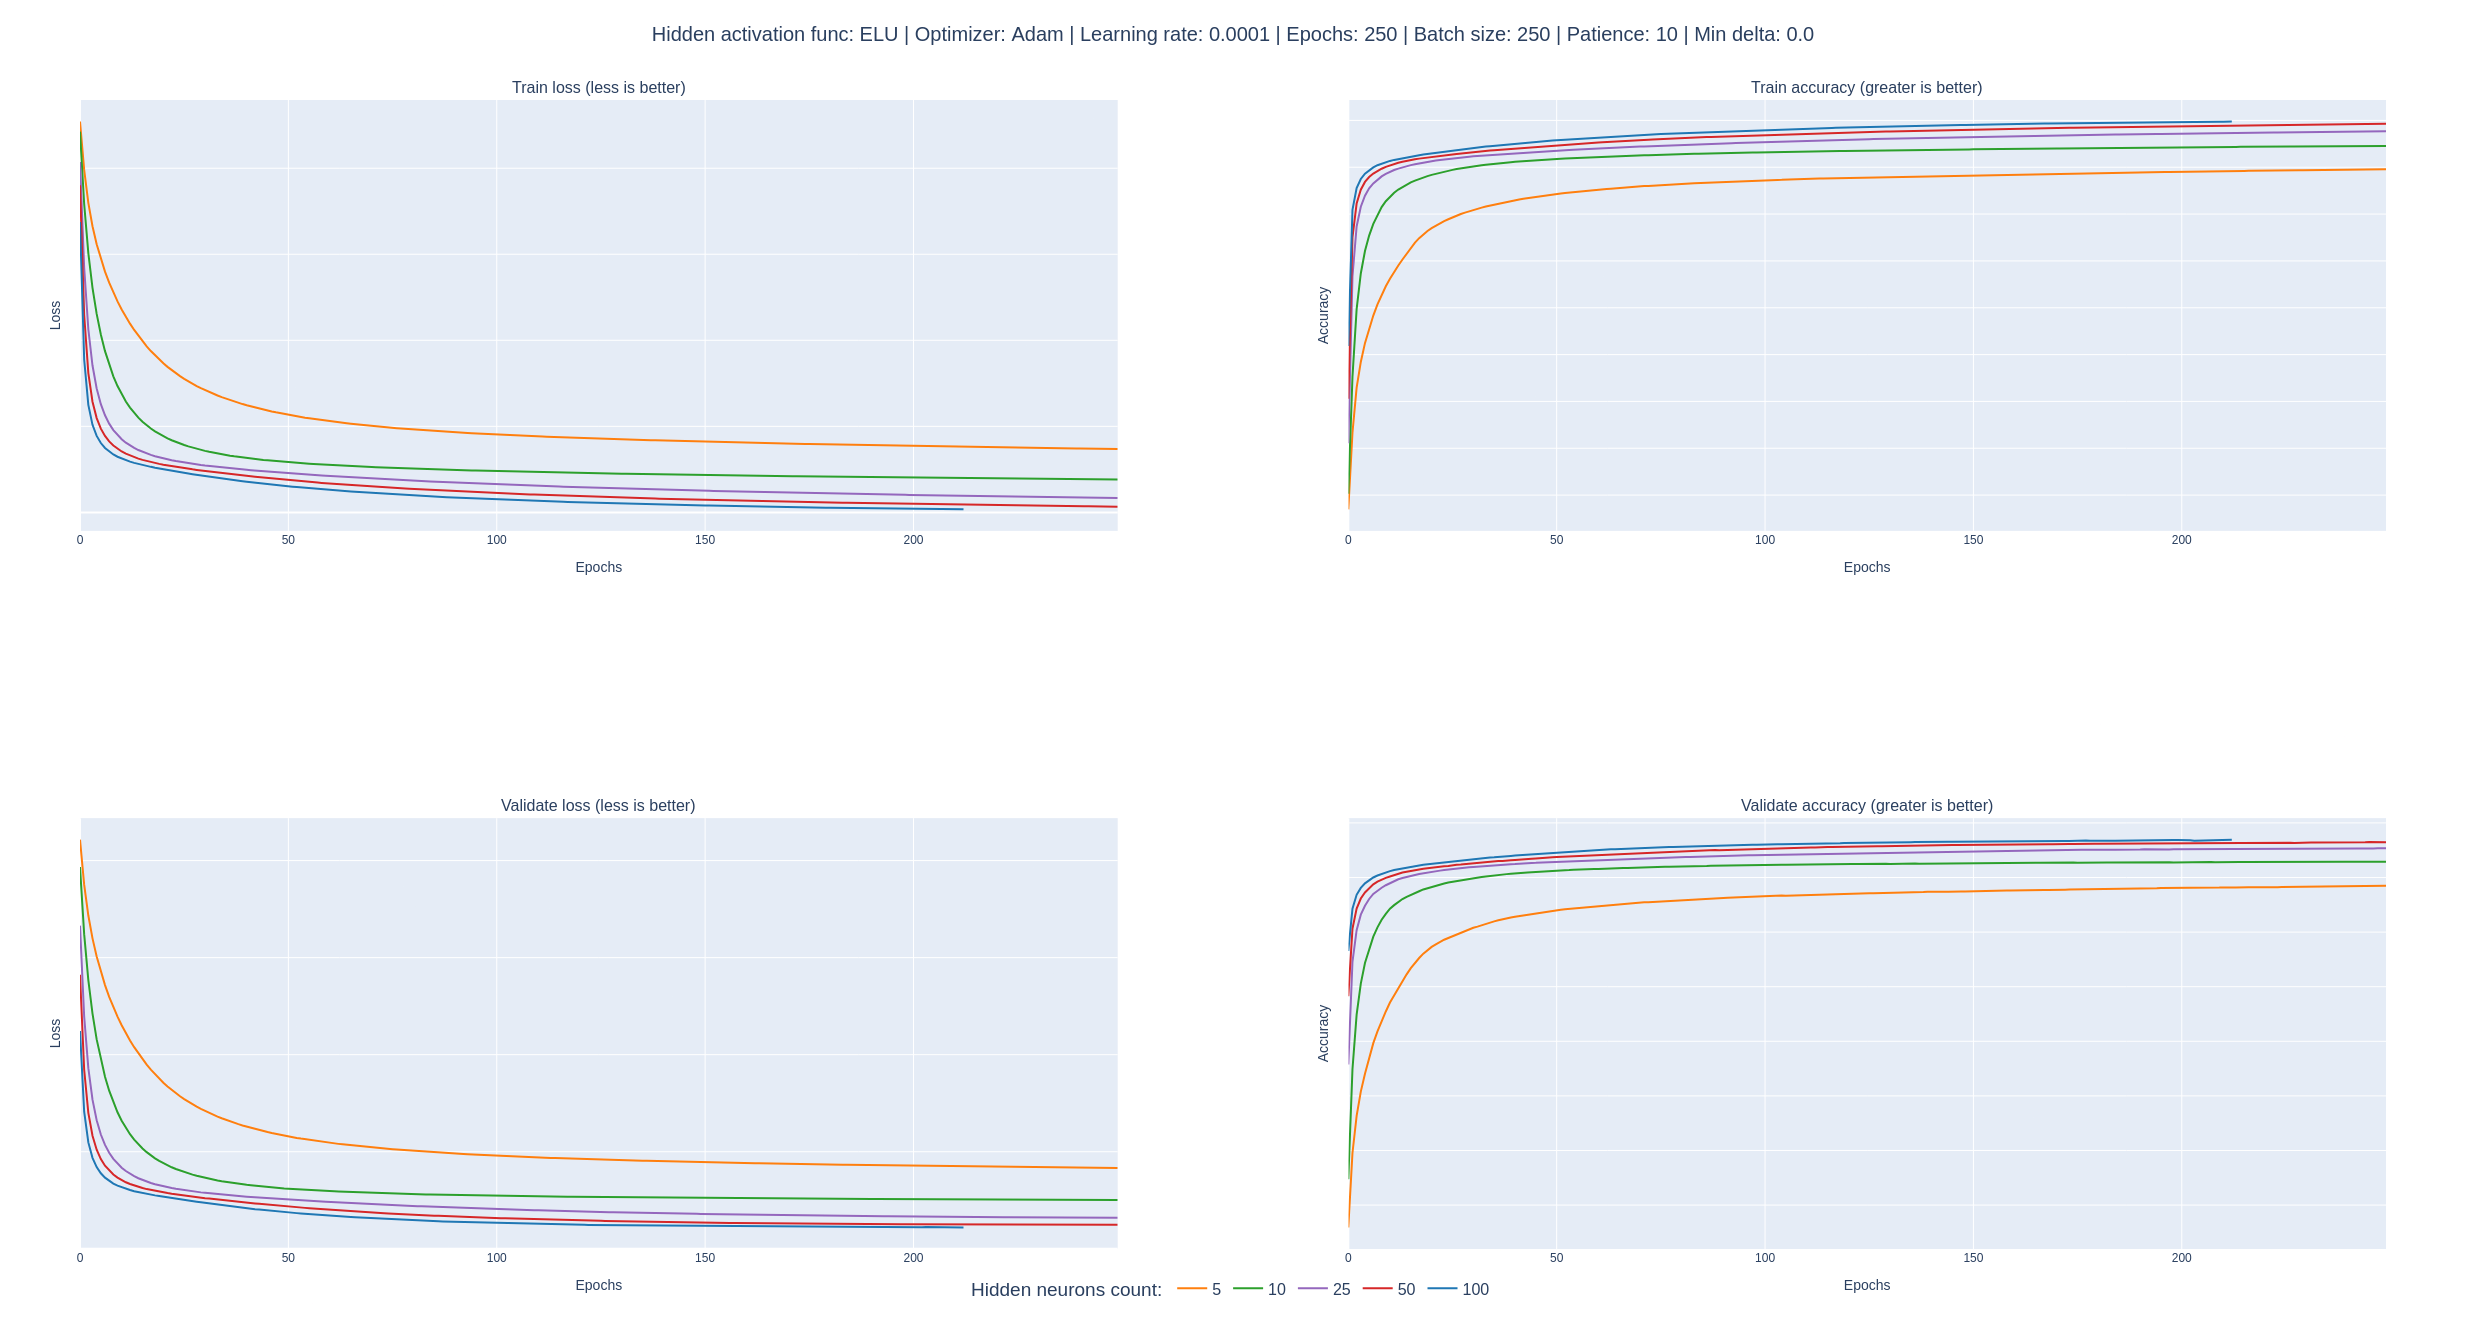 Hidden activation func: ELU | Optimizer: Adam | Learning rate: 0.0001 | Epochs: 250 | Batch size: 250 | Patience: 10 | Min delta: 0.0
Train loss (less is better)
Loss
0 50 100 150 200
Epochs
Train accuracy (greater is better)
Accuracy
0 50 100 150 200
Epochs
Validate loss (less is better)
Loss
0 50 100 150 200
Epochs
Validate accuracy (greater is better)
Accuracy
0 50 100 150 200
Epochs
Hidden neurons count: 5 10 25 50 100